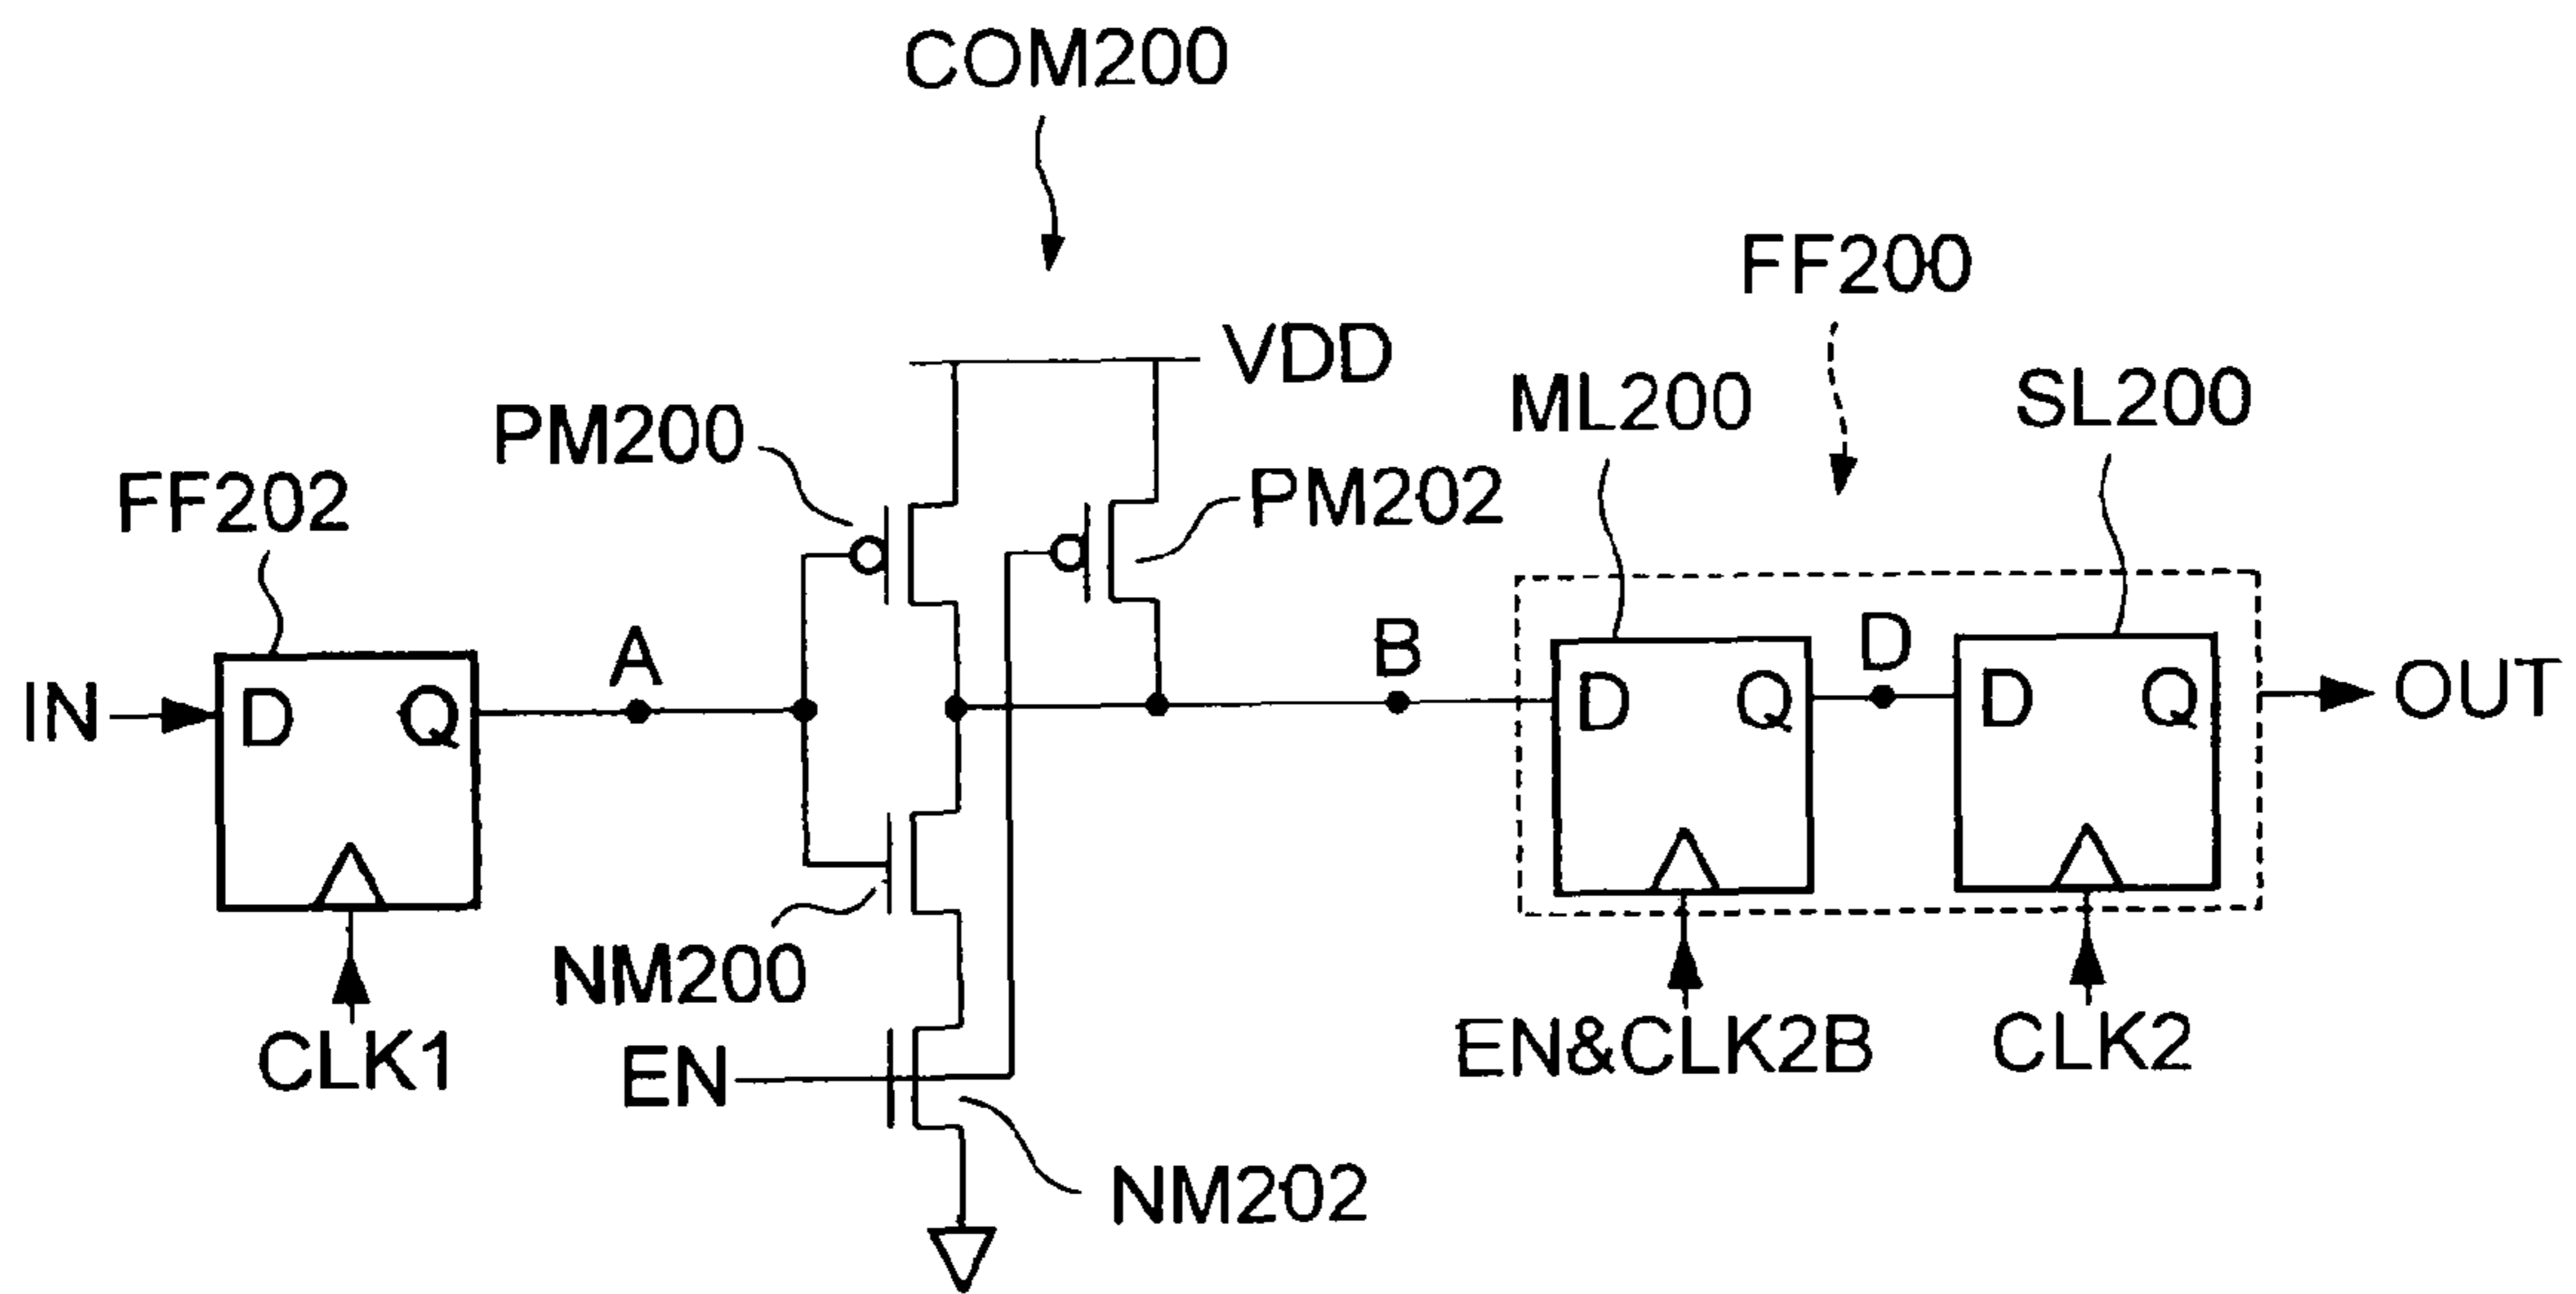 COM200
FF200
VDD
ML200
SL200
PM200
PM202
FF202
A
B
D
IN
D Q
D Q
D Q
OUT
NM200
CLK1
EN
EN&CLK2B
CLK2
NM202